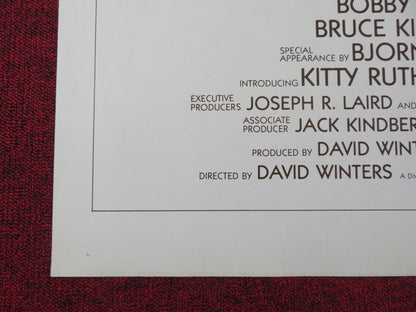 BOBBY
BRUCE KI
SPECIAL APPEARANCE BY BJORN
INTRODUCING KITTY RUTH
EXECUTIVE PRODUCERS JOSEPH R. LAIRD AND
ASSOCIATE PRODUCER JACK KINDBER
PRODUCED BY DAVID WINT
DIRECTED BY DAVID WINTERS A Di